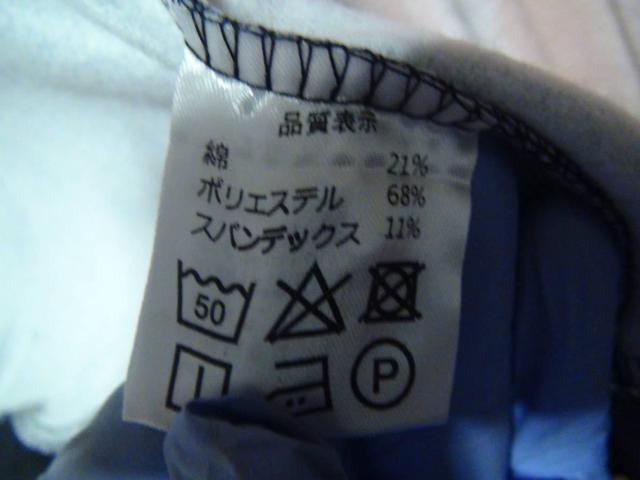 品質表示
綿 21%
ポリエステル 68%
スパンデックス 11%
50
P